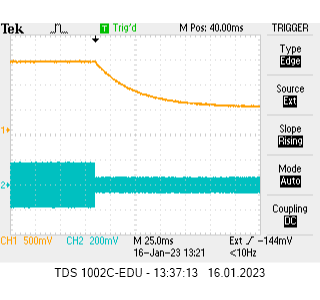 Tek T Trig'd M Pos: 40.00ms TRIGGER
Type
Edge
Source
Ext
Slope
Rising
Mode
Auto
Coupling
DC
1
2
CH1 500mV CH2 200mV M 25.0ms Ext -144mV
16-Jan-23 13:21 <10Hz
TDS 1002C-EDU - 13:37:13 16.01.2023